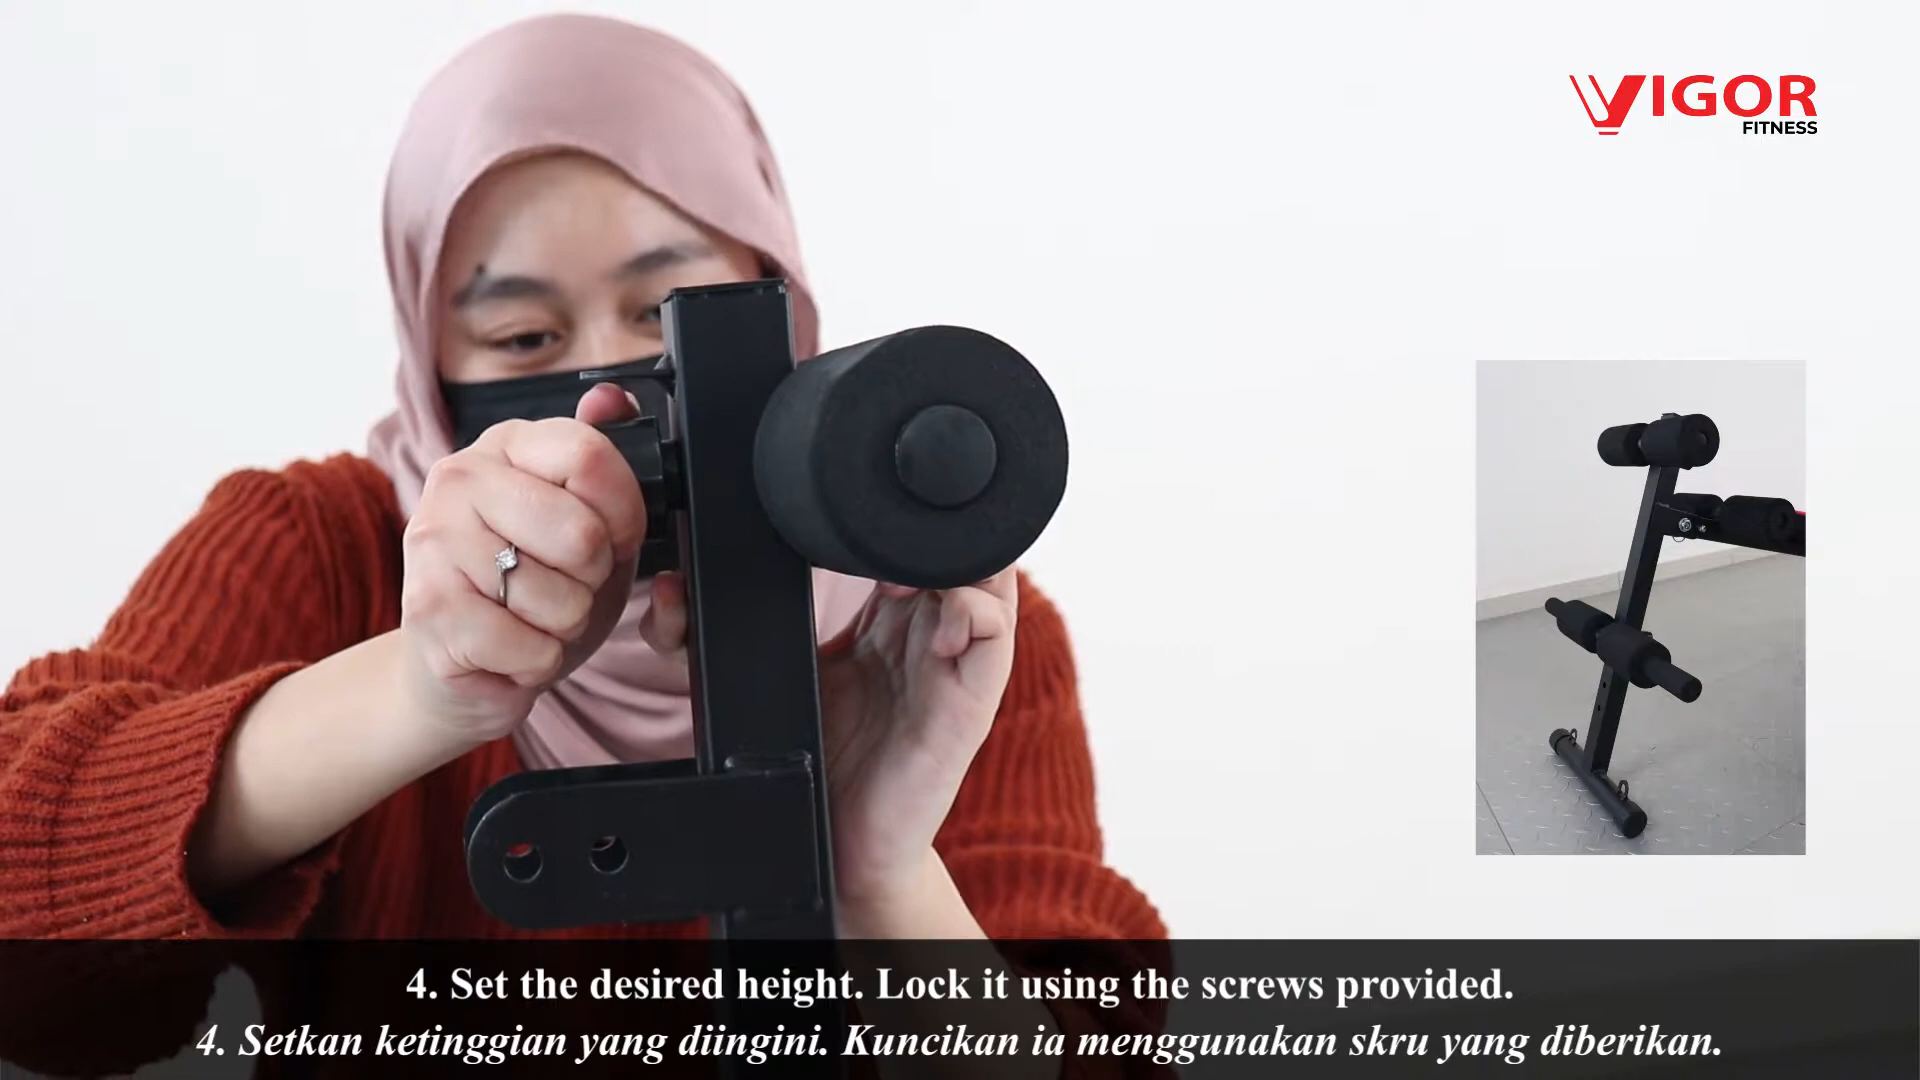 VIGOR
FITNESS
4. Set the desired height. Lock it using the screws provided.
4. Setkan ketinggian yang diingini. Kuncikan ia menggunakan skru yang diberikan.